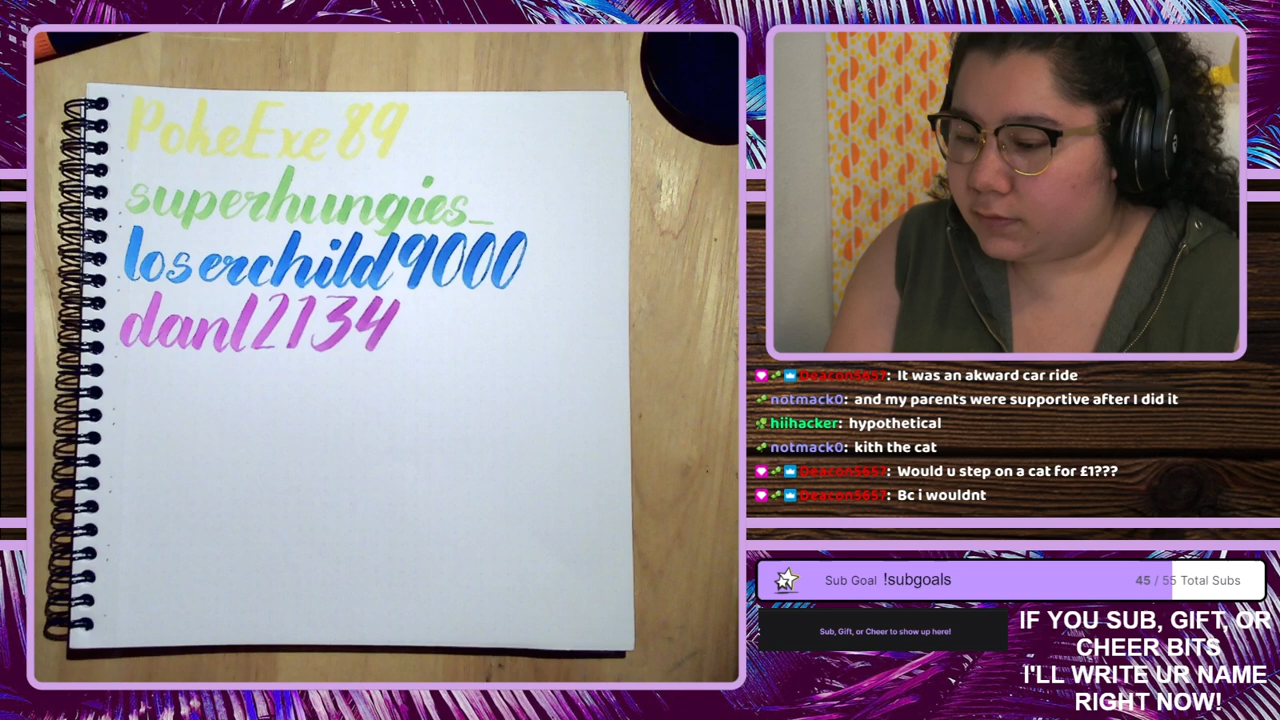 PokeExe89
superhungies_
loserchild9000
danl2134
Deacon5657: It was an akward car ride
notmack0: and my parents were supportive after I did it
hiihacker: hypothetical
notmack0: kith the cat
Deacon5657: Would u step on a cat for £1???
Deacon5657: Bc i wouldnt
Sub Goal !subgoals
45 / 55 Total Subs
Sub, Gift, or Cheer to show up here!
IF YOU SUB, GIFT, OR
CHEER BITS
I'LL WRITE UR NAME
RIGHT NOW!